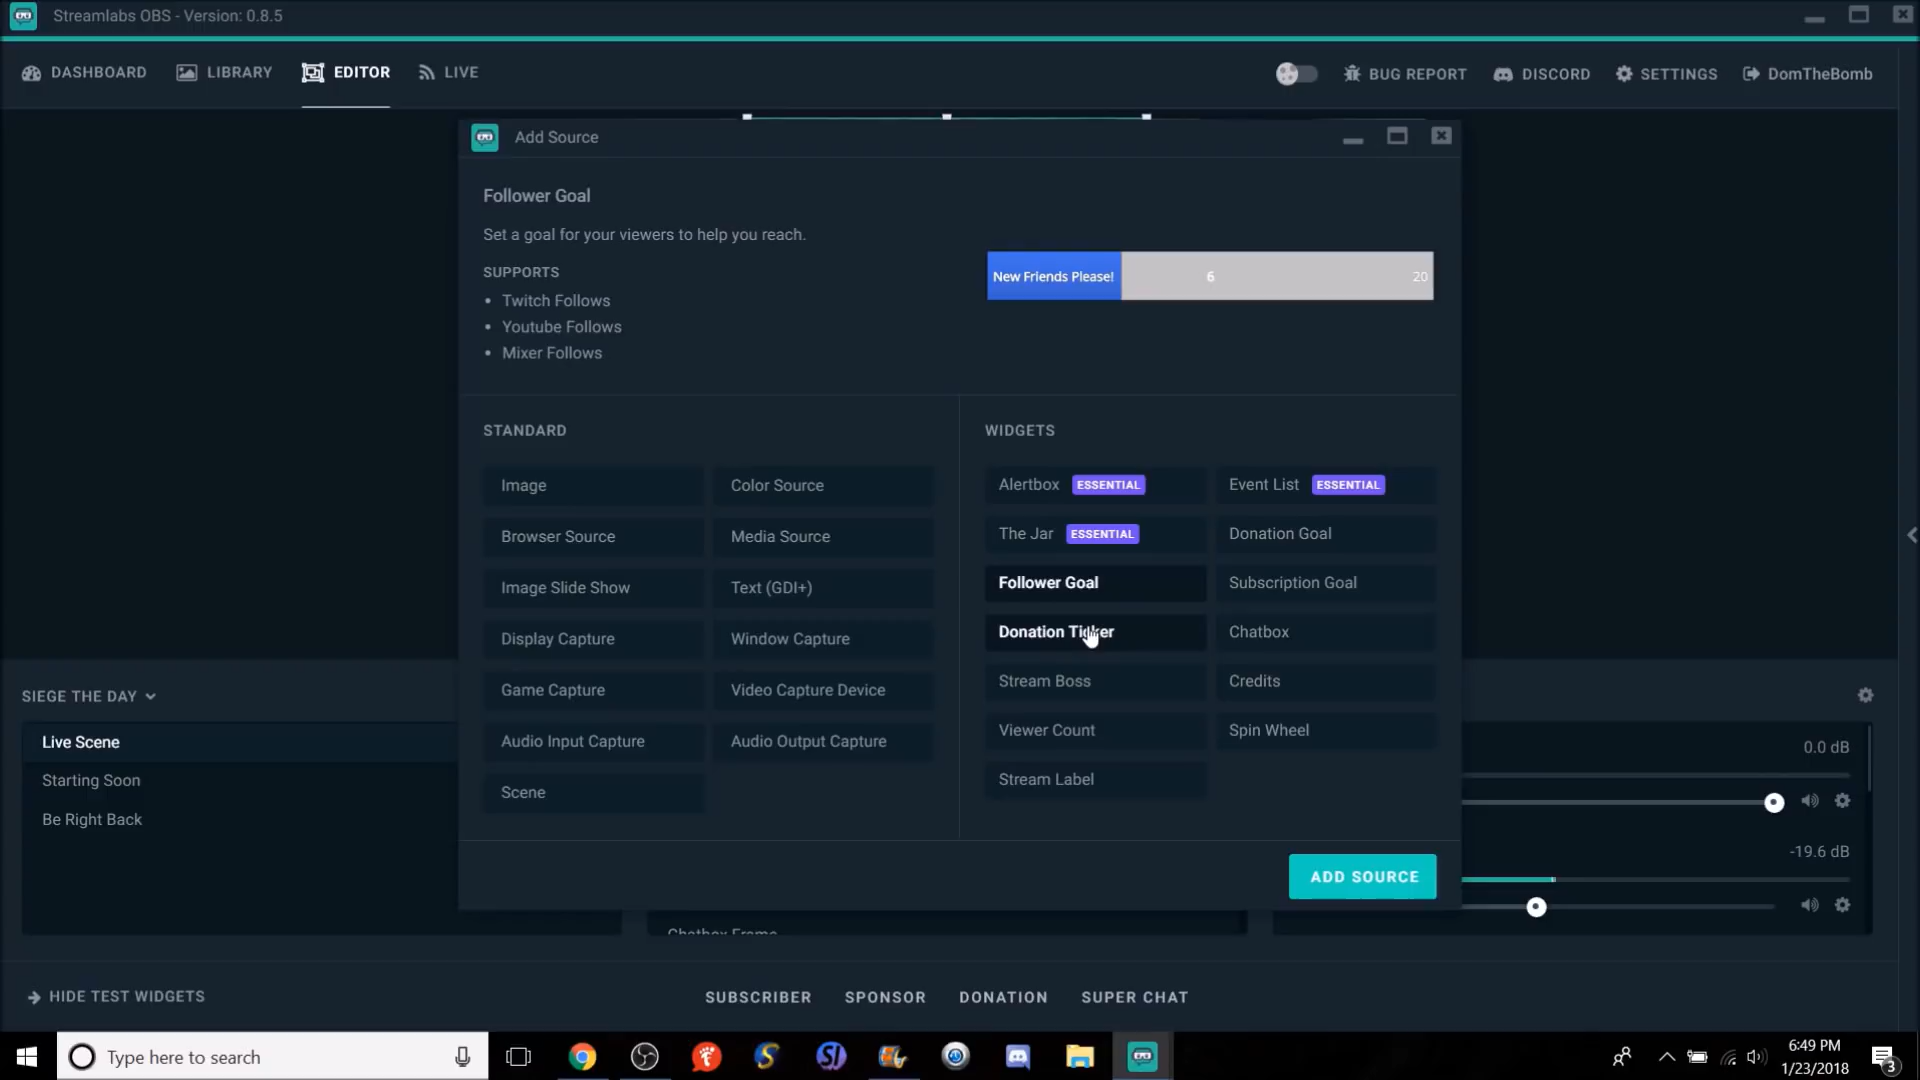 Streamlabs OBS - Version: 0.8.5
DASHBOARD LIBRARY EDITOR LIVE BUG REPORT DISCORD SETTINGS DomTheBomb
Add Source
Follower Goal
Set a goal for your viewers to help you reach.
SUPPORTS
• Twitch Follows
• Youtube Follows
• Mixer Follows
New Friends Please! 6 20
STANDARD
Image Color Source
Browser Source Media Source
Image Slide Show Text (GDI+)
Display Capture Window Capture
Game Capture Video Capture Device
Audio Input Capture Audio Output Capture
Scene
WIDGETS
Alertbox ESSENTIAL Event List ESSENTIAL
The Jar ESSENTIAL Donation Goal
Follower Goal Subscription Goal
Donation Ticker Chatbox
Stream Boss Credits
Viewer Count Spin Wheel
Stream Label
ADD SOURCE
SIEGE THE DAY
Live Scene
Starting Soon
Be Right Back
Chatbox Frame
0.0 dB
-19.6 dB
HIDE TEST WIDGETS SUBSCRIBER SPONSOR DONATION SUPER CHAT
Type here to search
6:49 PM
1/23/2018
3